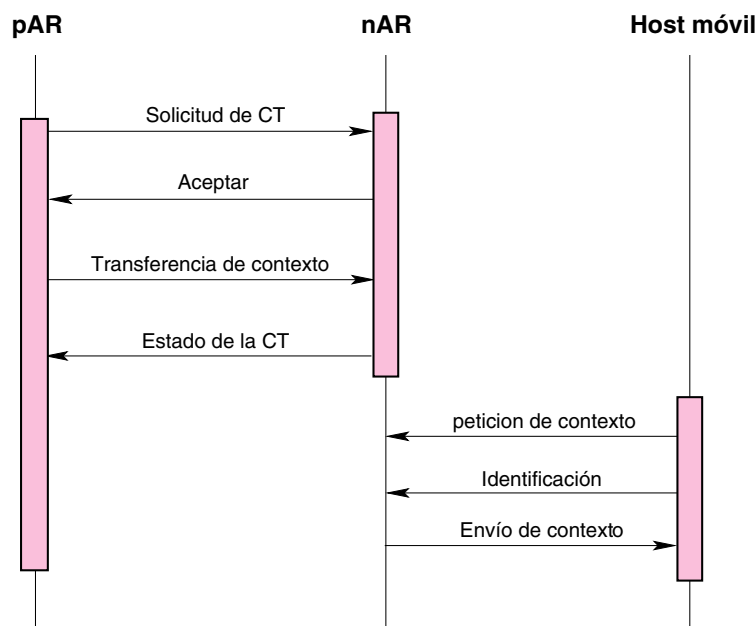 pAR
nAR
Host móvil
Solicitud de CT
Aceptar
Transferencia de contexto
Estado de la CT
peticion de contexto
Identificación
Envío de contexto